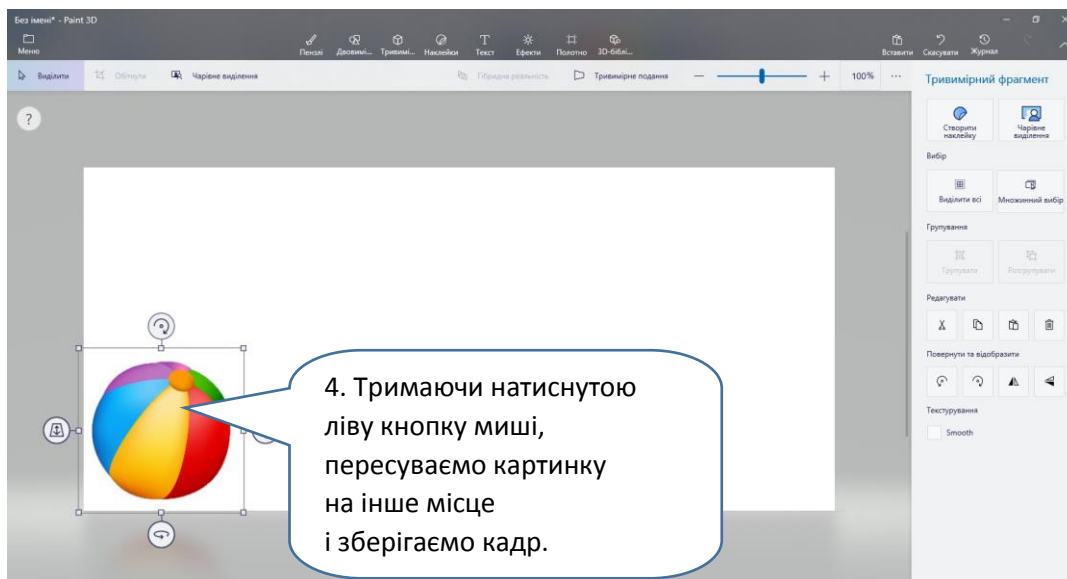 Без імені* - Paint 3D
Меню
Пензлі Двовимі... Тривимі... Наклейки Текст Ефекти Полотно 3D-біблі...
Вставити Скасувати Журнал
Виділити Обітнути Чарівне виділення Гібридна реальність Тривимірне подання 100% ...
Тривимірний фрагмент
?
Створити наклейку
Чарівне виділення
Вибір
Виділити всі Множинний вибір
Групування
Групувати Розгрупувати
Редагувати
Повернути та відобразити
Текстурування
Smooth
4. Тримаючи натиснутою
ліву кнопку миші,
пересуваємо картинку
на інше місце
і зберігаємо кадр.